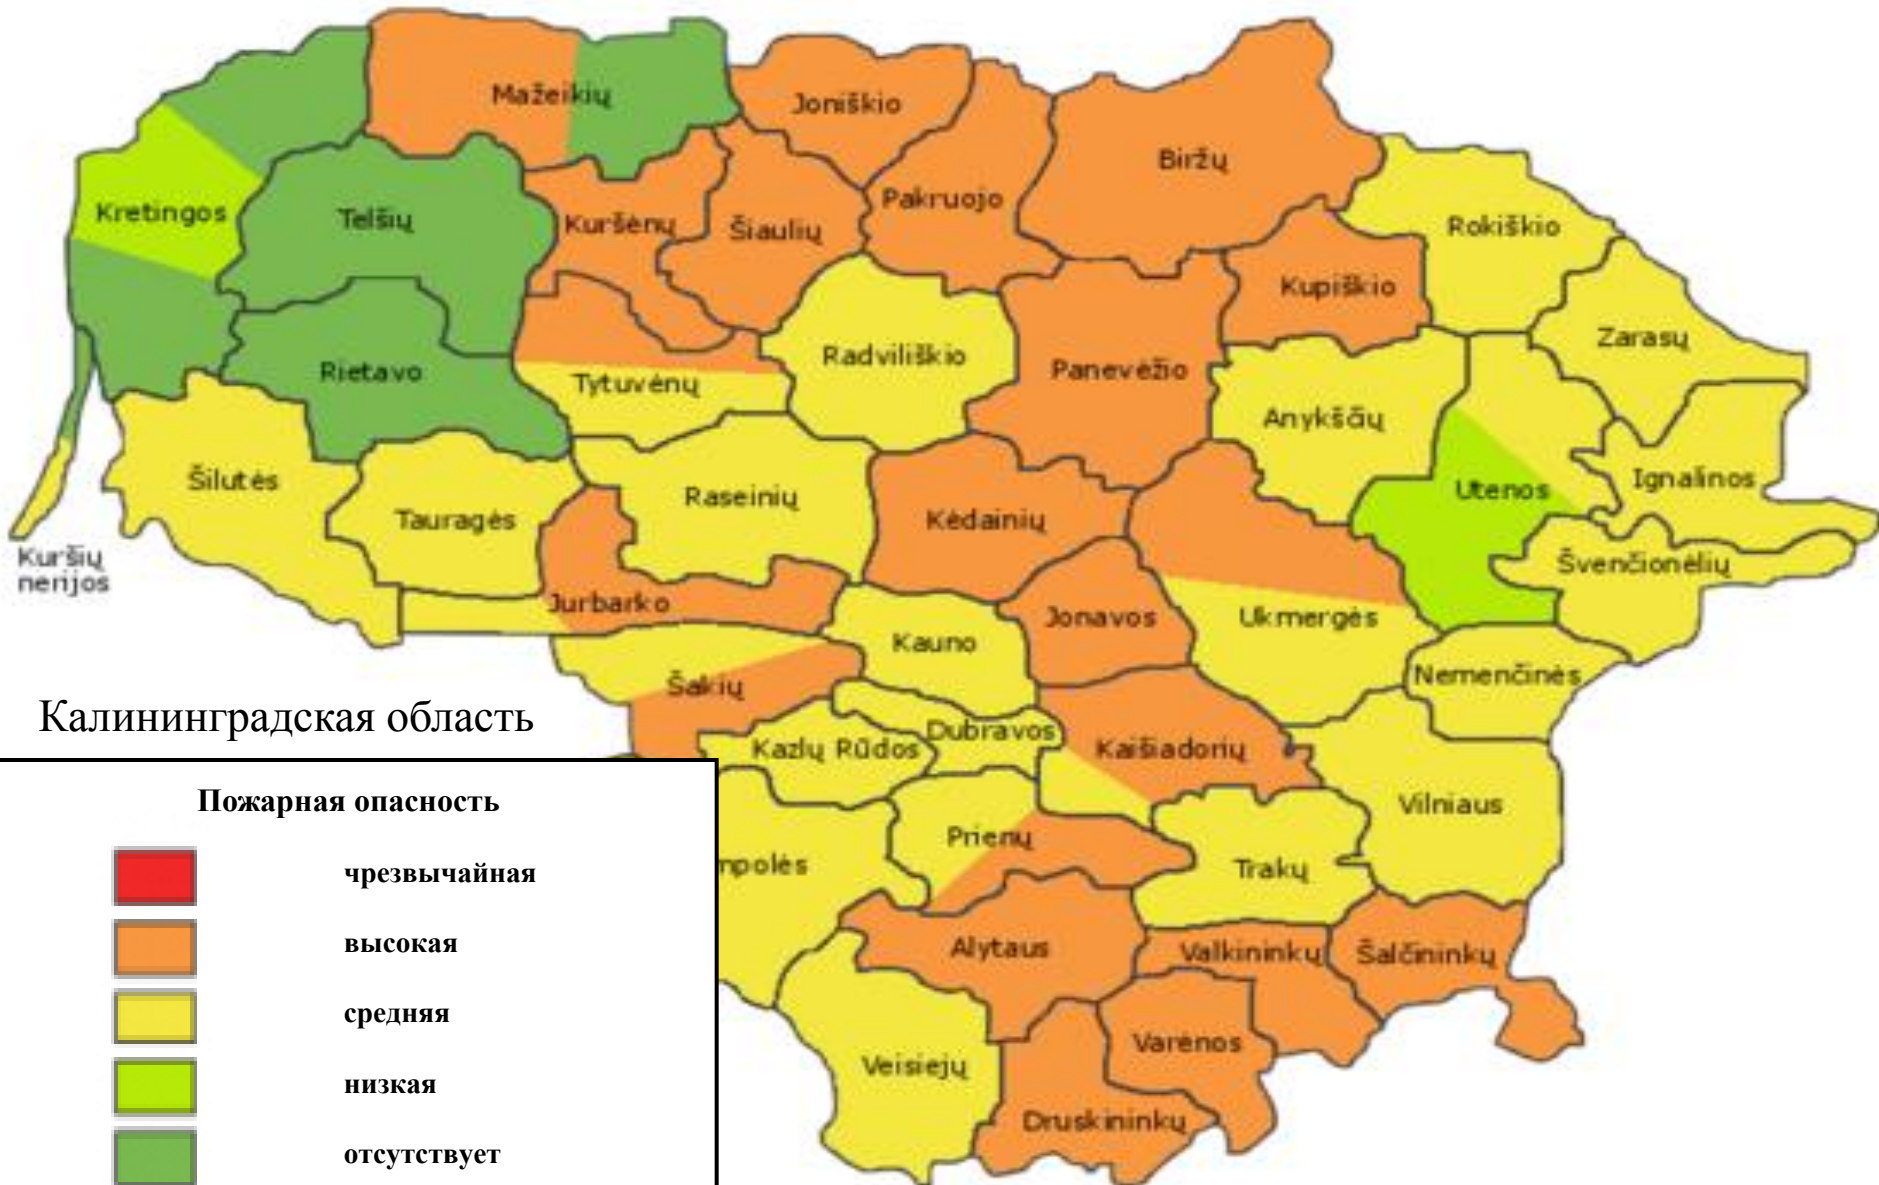 Mažeikių
Joniškio
Biržų
Kretingos
Telšių
Kuršėnų
Šiaulių
Pakruojo
Rokiškio
Kupiškio
Zarasų
Rietavo
Tytuvėnų
Radviliškio
Panevėžio
Anykščių
Šilutės
Tauragės
Raseinių
Kėdainių
Utenos
Ignalinos
Kuršių
nerijos
Švenčionėlių
Jurbarko
Kauno
Jonavos
Ukmergės
Šakių
Nemenčinės
Калининградская область
Kazlų Rūdos
Dubravos
Kaišiadorių
Vilniaus
Пожарная опасность
mpolės
Prienų
Trakų
чрезвычайная
высокая
Alytaus
Valkininkų
Šalčininkų
средняя
Varėnos
Veisiejų
низкая
Druskininkų
отсутствует